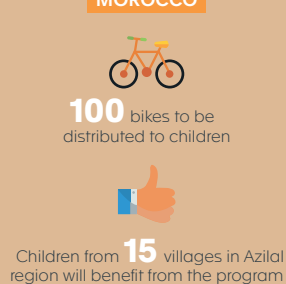 MOROCCO
100 bikes to be
distributed to children
Children from 15 villages in Azilal
region will benefit from the program